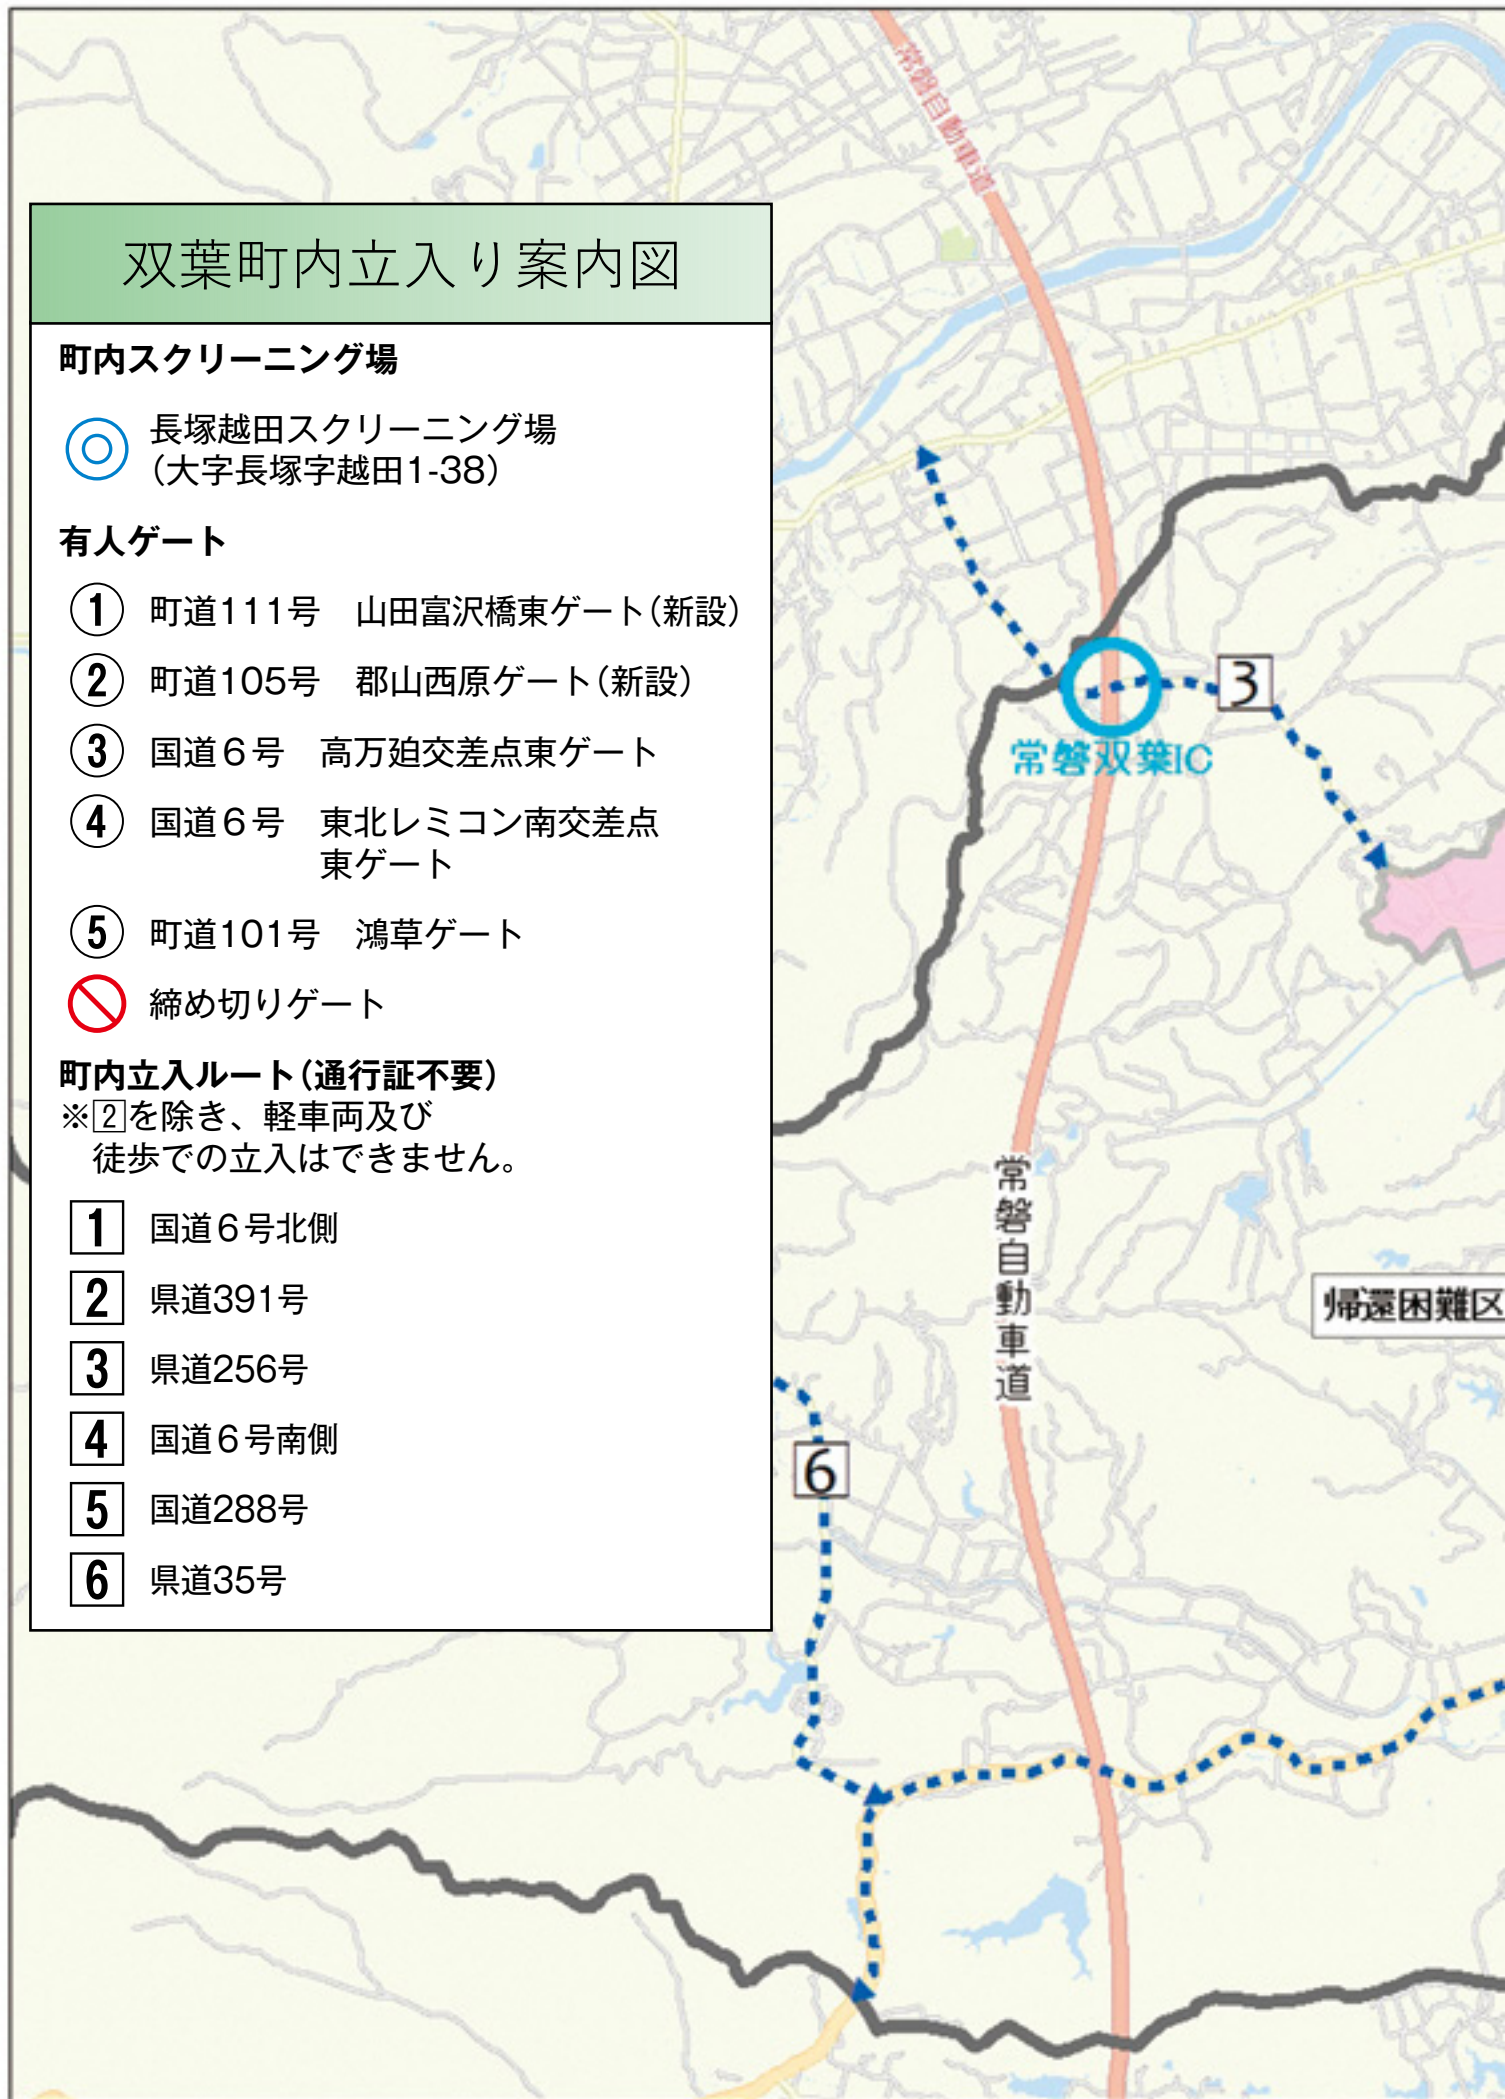 双葉町内立入り案内図
町内スクリーニング場
長塚越田スクリーニング場
（大字長塚字越田1-38）
有人ゲート
① 町道111号　山田富沢橋東ゲート（新設）
② 町道105号　郡山西原ゲート（新設）
③ 国道６号　高万迫交差点東ゲート
④ 国道６号　東北レミコン南交差点
東ゲート
⑤ 町道101号　鴻草ゲート
締め切りゲート
町内立入ルート（通行証不要）
※2を除き、軽車両及び
徒歩での立入はできません。
1 国道６号北側
2 県道391号
3 県道256号
4 国道６号南側
5 国道288号
6 県道35号
常磐自動車道
3
常磐双葉IC
常磐自動車道
帰還困難区
6